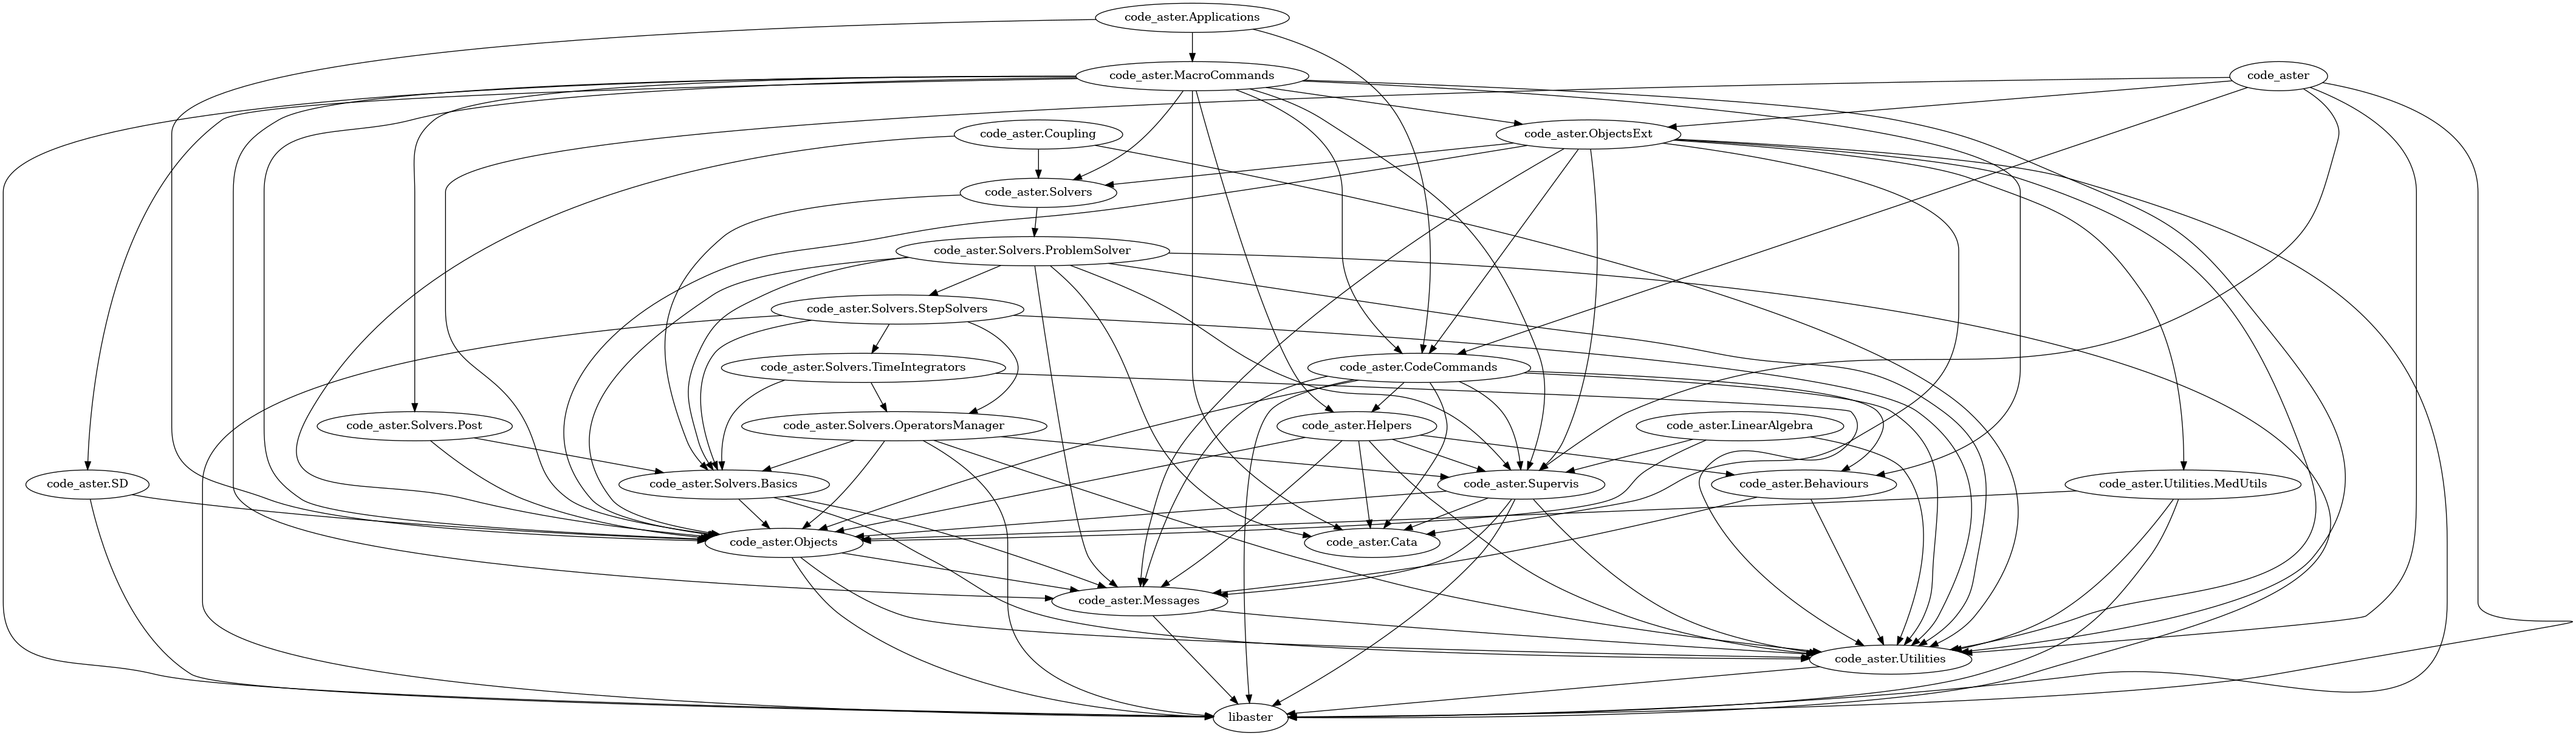 code_aster.Applications
code_aster.MacroCommands
code_aster
code_aster.Coupling
code_aster.ObjectsExt
code_aster.Solvers
code_aster.Solvers.ProblemSolver
code_aster.Solvers.StepSolvers
code_aster.Solvers.TimeIntegrators
code_aster.CodeCommands
code_aster.Solvers.Post
code_aster.Solvers.OperatorsManager
code_aster.Helpers
code_aster.LinearAlgebra
code_aster.SD
code_aster.Solvers.Basics
code_aster.Supervis
code_aster.Behaviours
code_aster.Utilities.MedUtils
code_aster.Objects
code_aster.Cata
code_aster.Messages
code_aster.Utilities
libaster